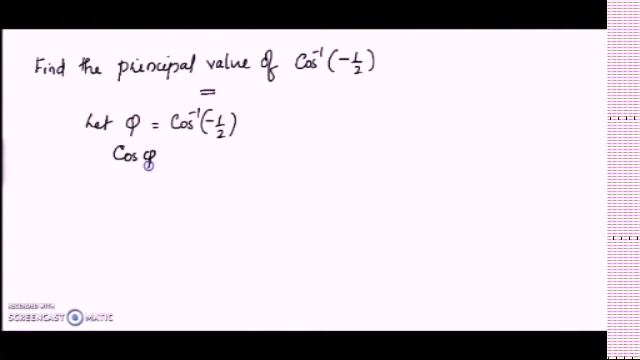 Find the principal value of Cos⁻¹(-1/2)
Let φ = Cos⁻¹(-1/2)
Cos φ
RECORDED WITH
SCREENCAST MATIC